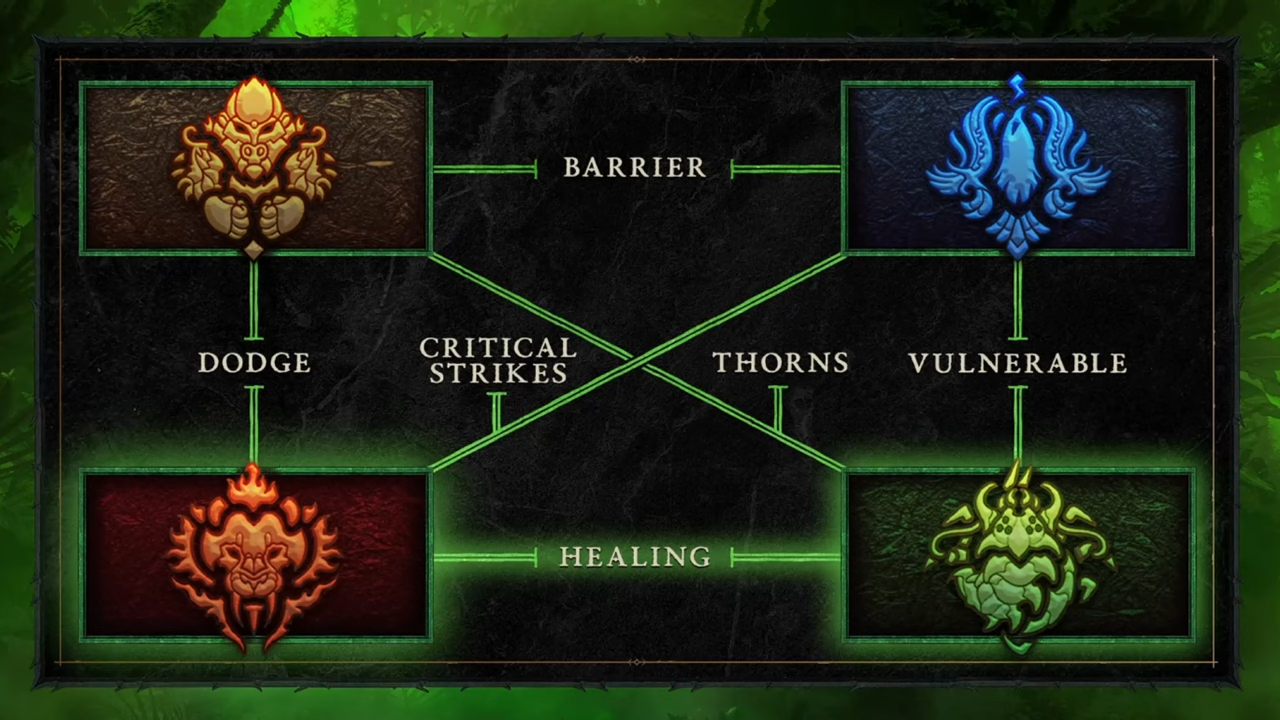 BARRIER
DODGE
CRITICAL
STRIKES
THORNS
VULNERABLE
HEALING